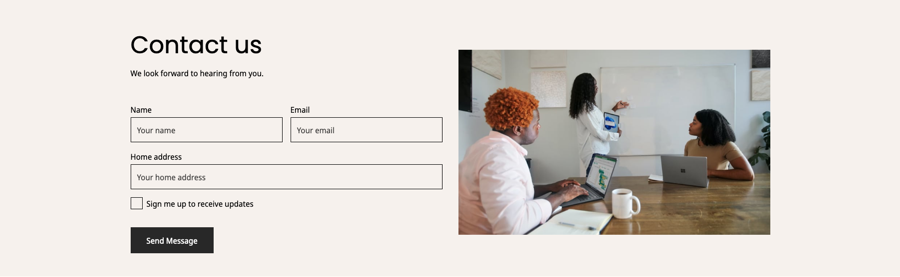 Contact us
We look forward to hearing from you.
Name
Email
Your name
Your email
Home address
Your home address
Sign me up to receive updates
Send Message